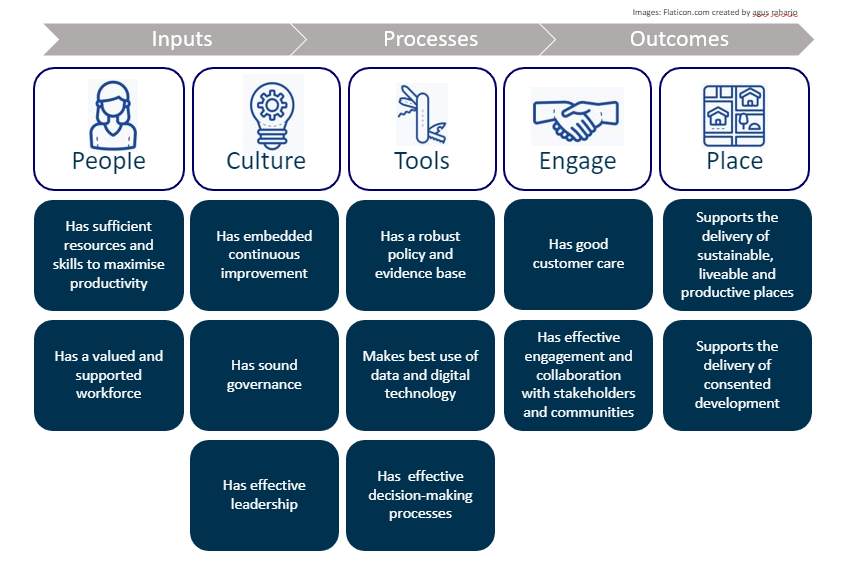 Images: Flaticon.com created by agus raharjo
Inputs
Processes
Outcomes
People
Culture
Tools
Engage
Place
Has sufficient
resources and
skills to maximise
productivity
Has embedded
continuous
improvement
Has a robust
policy and
evidence base
Has good
customer care
Supports the
delivery of
sustainable,
liveable and
productive places
Has a valued and
supported
workforce
Has sound
governance
Makes best use of
data and digital
technology
Has effective
engagement and
collaboration
with stakeholders
and communities
Supports the
delivery of
consented
development
Has effective
leadership
Has  effective
decision-making
processes